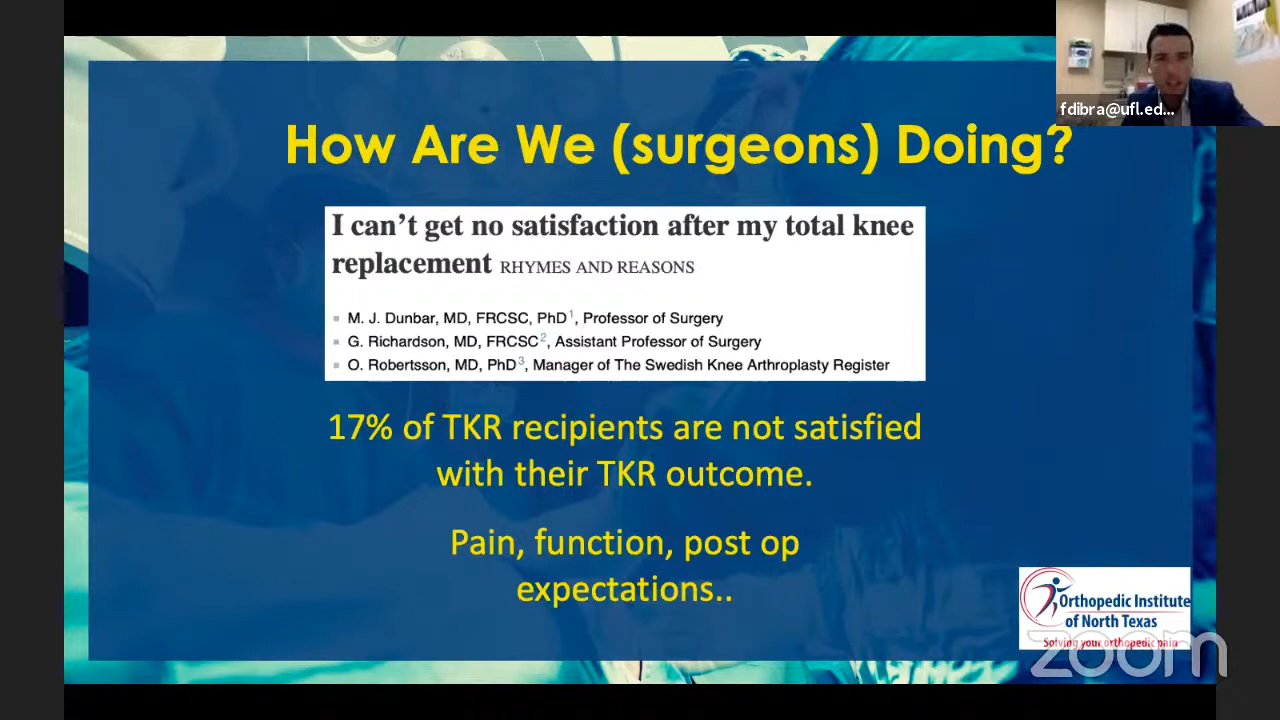 fdibra@ufl.ed...
How Are We (surgeons) Doing?
I can’t get no satisfaction after my total knee
replacement RHYMES AND REASONS
M. J. Dunbar, MD, FRCSC, PhD1, Professor of Surgery
G. Richardson, MD, FRCSC2, Assistant Professor of Surgery
O. Robertsson, MD, PhD3, Manager of The Swedish Knee Arthroplasty Register
17% of TKR recipients are not satisfied
with their TKR outcome.
Pain, function, post op
expectations..
Orthopedic Institute
of North Texas
Solving your orthopedic pain
zoom